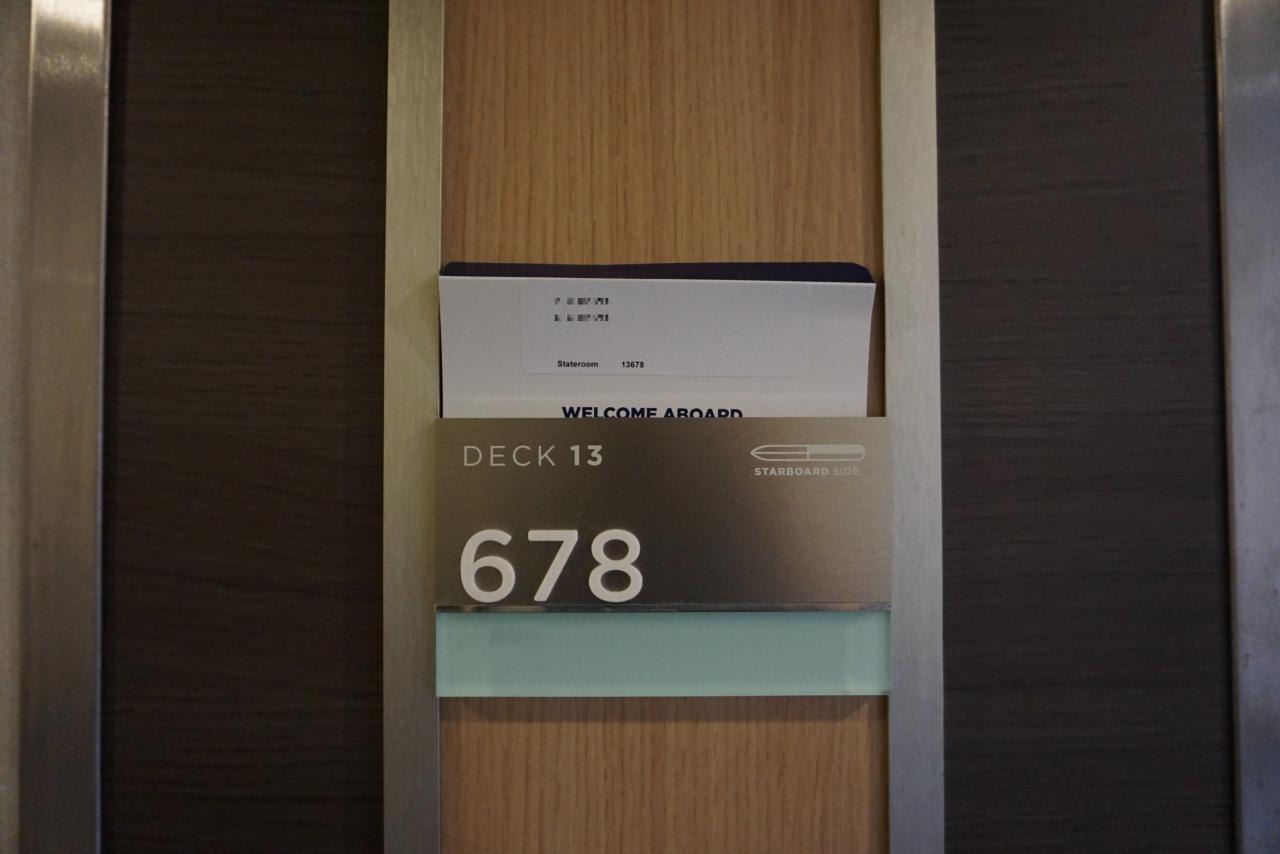 Stateroom 13678
WELCOME ABOARD
DECK 13
STARBOARD SIDE
678